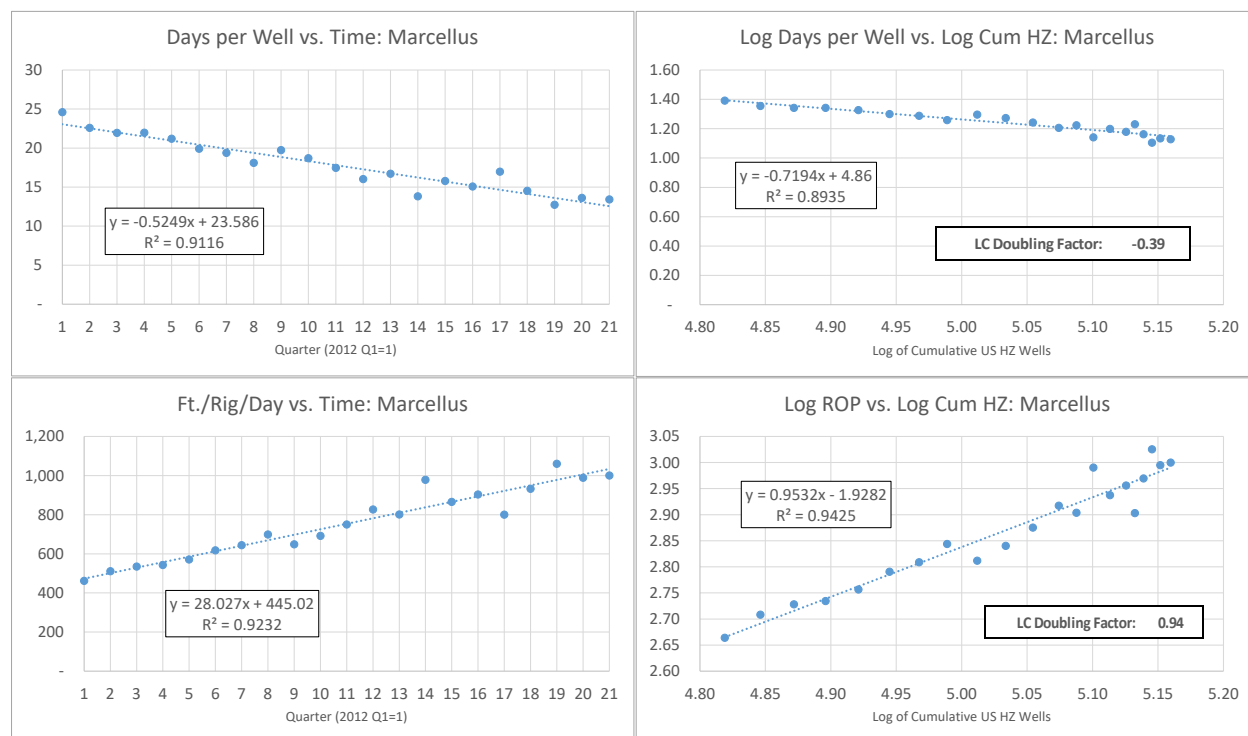 Days per Well vs. Time: Marcellus
30
25
20
15
10
5
-
y = -0.5249x + 23.586
R² = 0.9116
1 2 3 4 5 6 7 8 9 10 11 12 13 14 15 16 17 18 19 20 21
Quarter (2012 Q1=1)
Log Days per Well vs. Log Cum HZ: Marcellus
1.60
1.40
1.20
1.00
0.80
0.60
0.40
0.20
-
y = -0.7194x + 4.86
R² = 0.8935
LC Doubling Factor: -0.39
4.80 4.85 4.90 4.95 5.00 5.05 5.10 5.15 5.20
Log of Cumulative US HZ Wells
Ft./Rig/Day vs. Time: Marcellus
1,200
1,000
800
600
400
200
-
y = 28.027x + 445.02
R² = 0.9232
1 2 3 4 5 6 7 8 9 10 11 12 13 14 15 16 17 18 19 20 21
Quarter (2012 Q1=1)
Log ROP vs. Log Cum HZ: Marcellus
3.05
3.00
2.95
2.90
2.85
2.80
2.75
2.70
2.65
2.60
y = 0.9532x - 1.9282
R² = 0.9425
LC Doubling Factor: 0.94
4.80 4.85 4.90 4.95 5.00 5.05 5.10 5.15 5.20
Log of Cumulative US HZ Wells